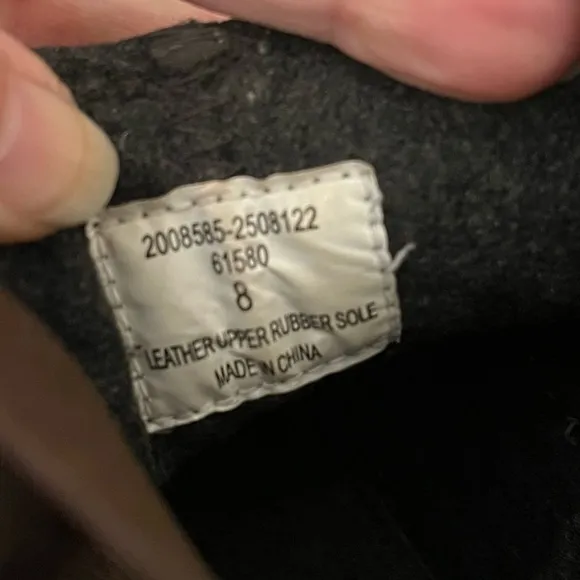 2008585-2508122
61580
8
LEATHER UPPER RUBBER SOLE
MADE IN CHINA